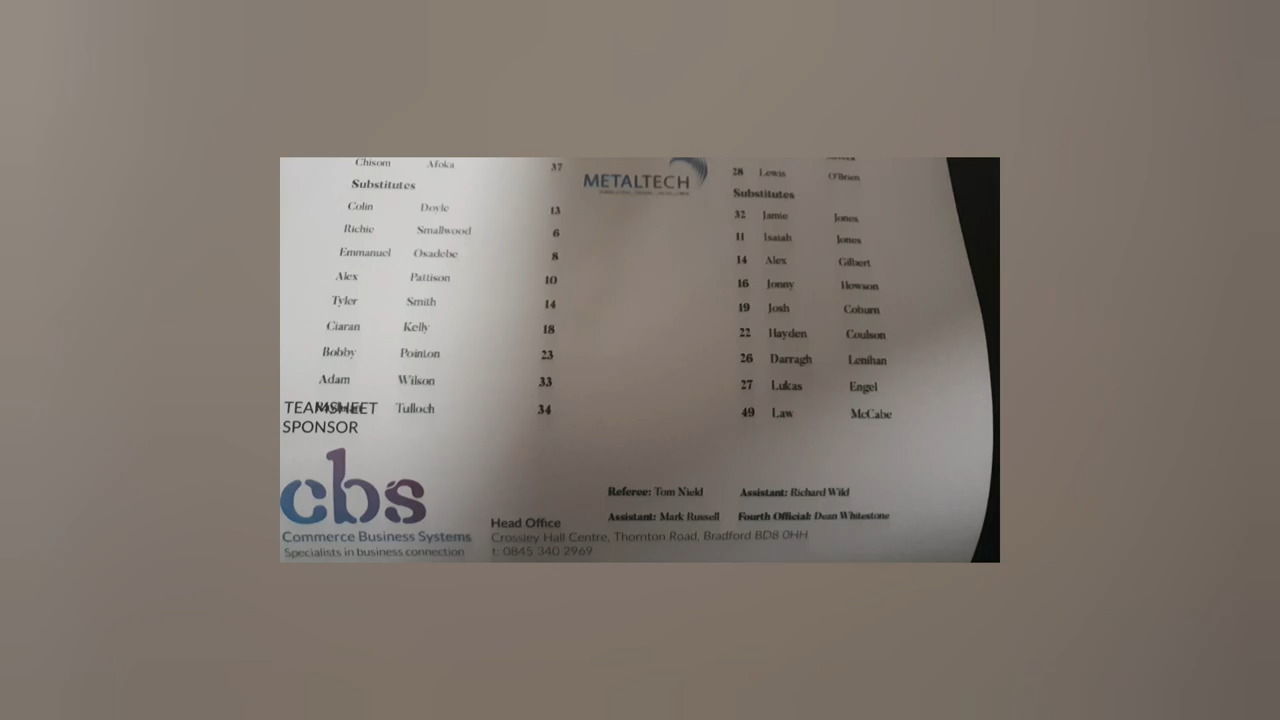 Chisom Afoka 37
Substitutes
Colin Doyle 13
Richie Smallwood 6
Emmanuel Osadebe 8
Alex Pattison 10
Tyler Smith 14
Ciaran Kelly 18
Bobby Pointon 23
Adam Wilson 33
Tulloch 34
METALTECH
28 Lewis O'Brien
Substitutes
32 Jamie Jones
11 Isaiah Jones
14 Alex Gilbert
16 Jonny Howson
19 Josh Coburn
22 Hayden Coulson
26 Darragh Lenihan
27 Lukas Engel
49 Law McCabe
TEAMSHEET
SPONSOR
cbs
Commerce Business Systems
Specialists in business connection
Referee: Tom Nield Assistant: Richard Wild
Assistant: Mark Russell Fourth Official: Dean Whitestone
Head Office
Crossley Hall Centre, Thornton Road, Bradford BD8 0HH
t: 0845 340 2969